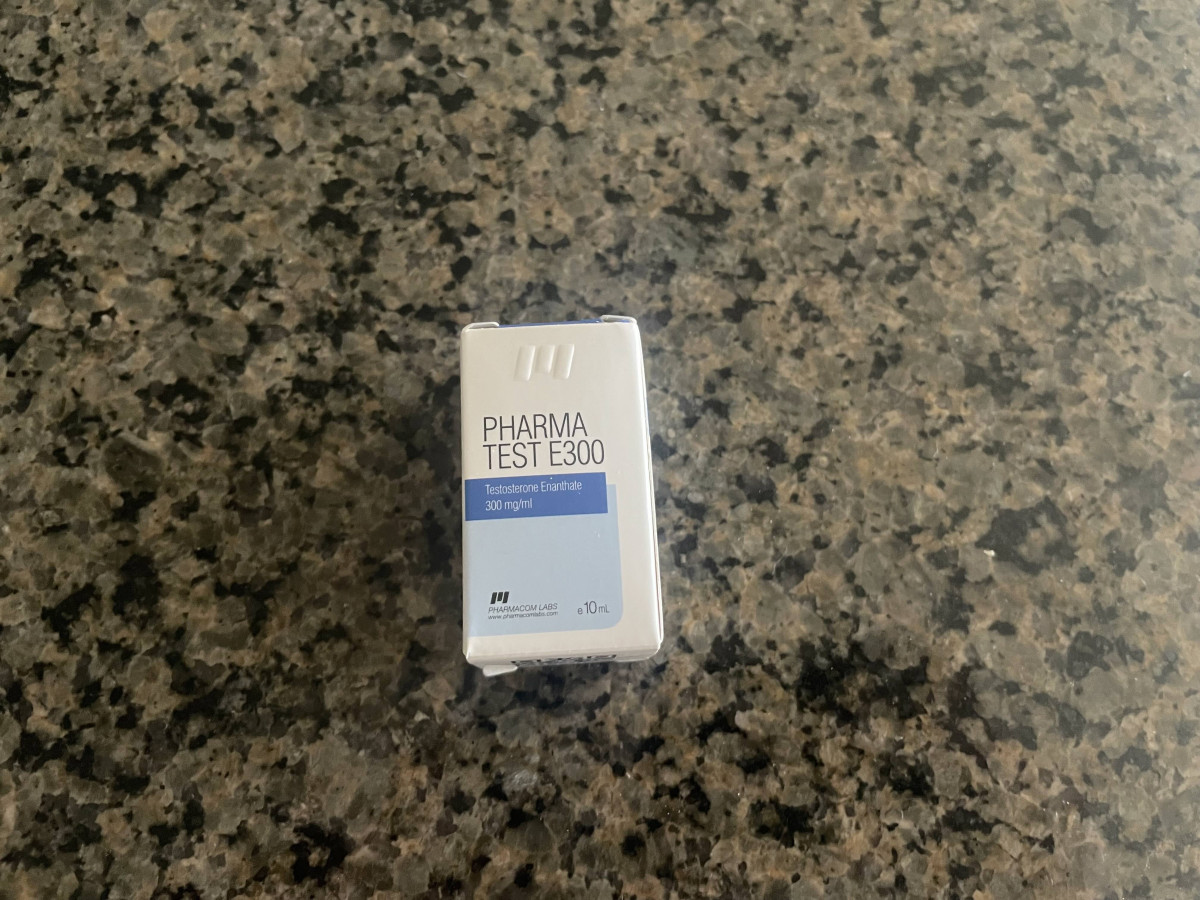 PHARMA
TEST E300
Testosterone Enanthate
300 mg/ml
PHARMACOM LABS
www.pharmacomlabs.com
e 10 mL